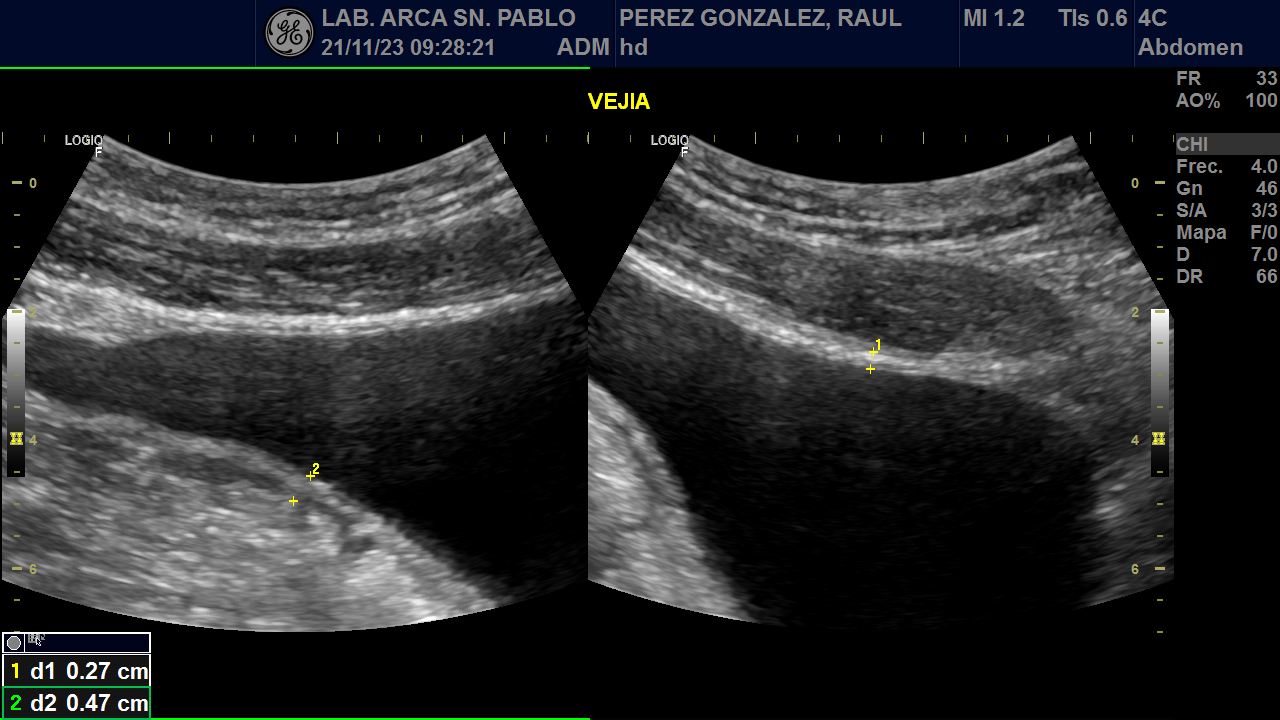 LAB. ARCA SN. PABLO
21/11/23 09:28:21 ADM
PEREZ GONZALEZ, RAUL
hd
MI 1.2 TIs 0.6
4C
Abdomen
FR 33
AO% 100
VEJIA
LOGIQ
F
LOGIQ
F
CHI
Frec. 4.0
Gn 46
S/A 3/3
Mapa F/0
D 7.0
DR 66
0
2
4
6
0
2
4
6
1
2
1 d1 0.27 cm
2 d2 0.47 cm